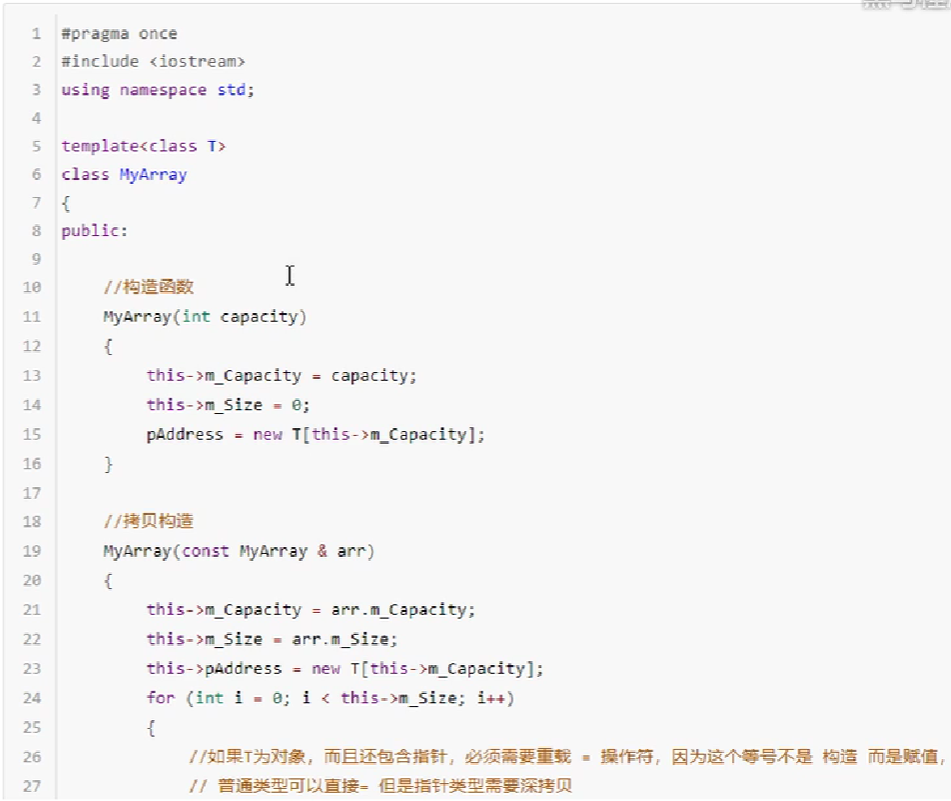 1 #pragma once
2 #include <iostream>
3 using namespace std;
4
5 template<class T>
6 class MyArray
7 {
8 public:
9
10 //构造函数
11 MyArray(int capacity)
12 {
13 this->m_Capacity = capacity;
14 this->m_Size = 0;
15 pAddress = new T[this->m_Capacity];
16 }
17
18 //拷贝构造
19 MyArray(const MyArray & arr)
20 {
21 this->m_Capacity = arr.m_Capacity;
22 this->m_Size = arr.m_Size;
23 this->pAddress = new T[this->m_Capacity];
24 for (int i = 0; i < this->m_Size; i++)
25 {
26 //如果T为对象，而且还包含指针，必须需要重载 = 操作符，因为这个等号不是 构造 而是赋值，
27 // 普通类型可以直接= 但是指针类型需要深拷贝